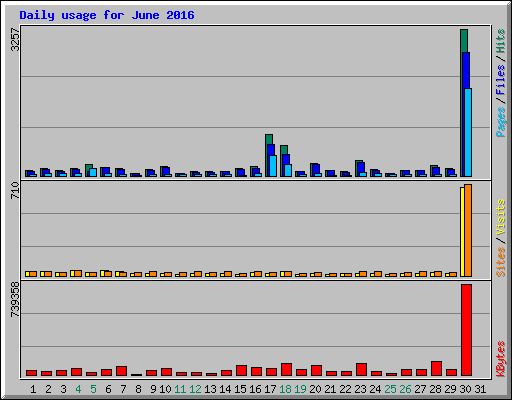 Daily usage for June 2016
3257
Pages / Files / Hits
710
Sites / Visits
739358
KBytes
1 2 3 4 5 6 7 8 9 10 11 12 13 14 15 16 17 18 19 20 21 22 23 24 25 26 27 28 29 30 31